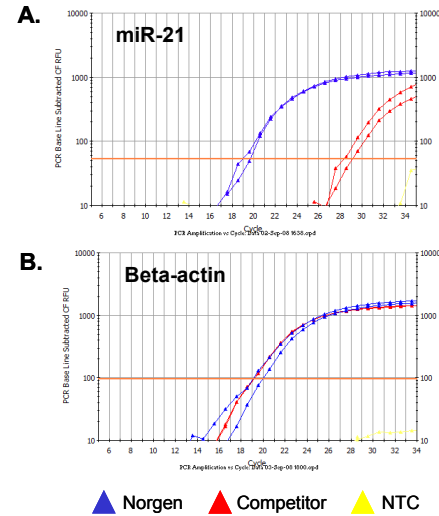 A.
miR-21
PCR Base Line Subtracted CF RFU
10000
1000
100
10
10000
1000
100
10
6 8 10 12 14 16 18 20 22 24 26 28 30 32 34
Cycle
B.
Beta-actin
PCR Base Line Subtracted CF RFU
10000
1000
100
10
10000
1000
100
10
6 8 10 12 14 16 18 20 22 24 26 28 30 32 34
Cycle
Norgen Competitor NTC